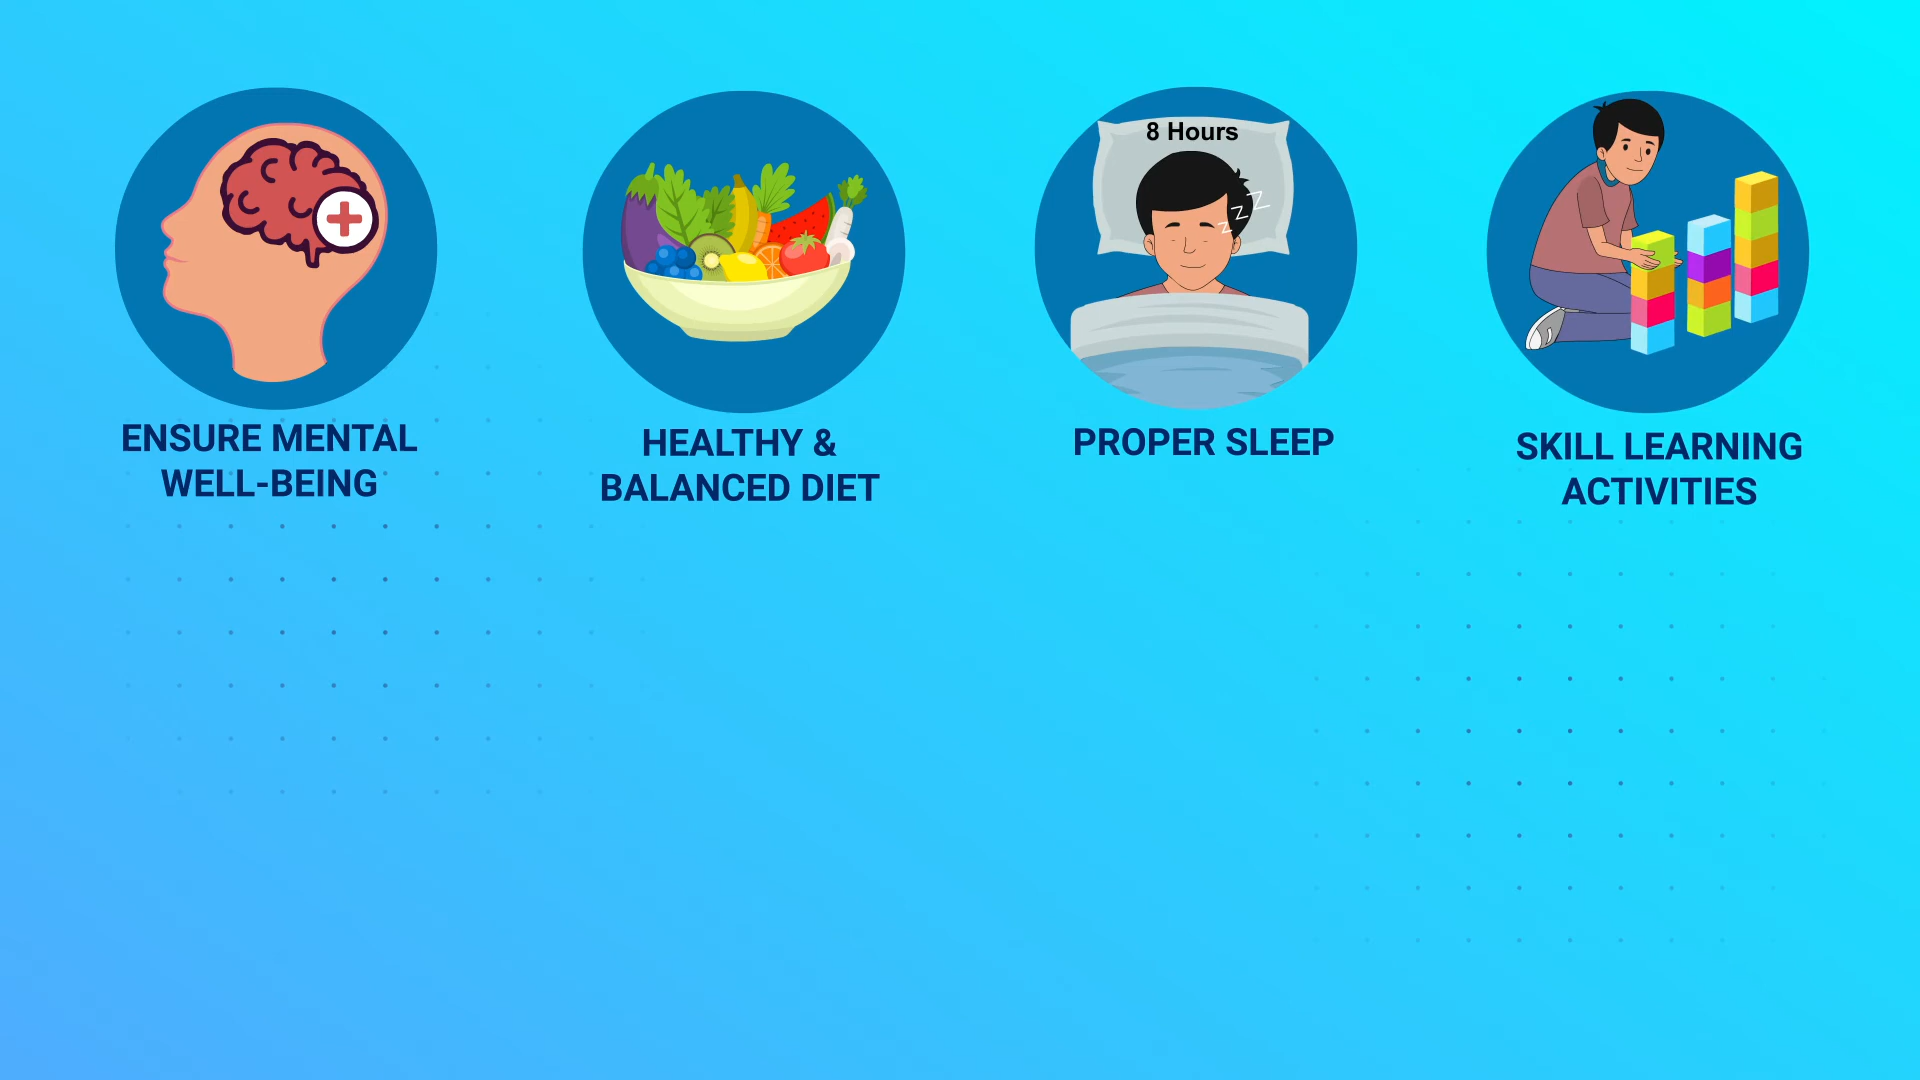 8 Hours
Z Z Z
ENSURE MENTAL
WELL-BEING
HEALTHY &
BALANCED DIET
PROPER SLEEP
SKILL LEARNING
ACTIVITIES